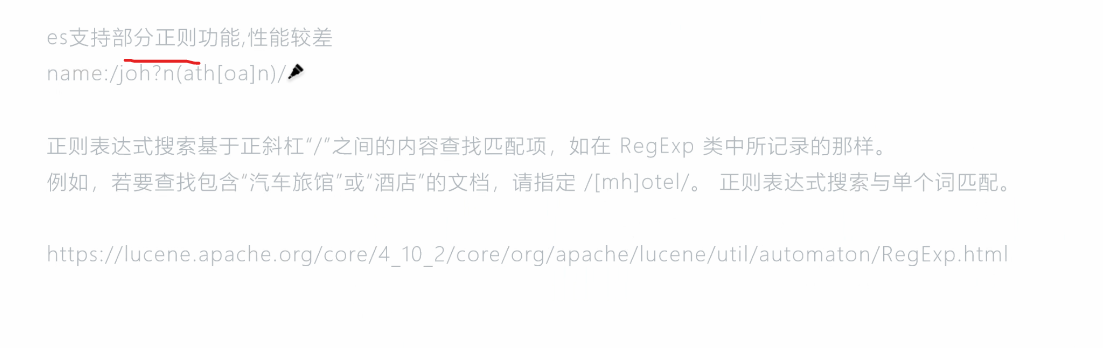 es支持部分正则功能,性能较差
name:/joh?n(ath[oa]n)/
正则表达式搜索基于正斜杠“/”之间的内容查找匹配项，如在 RegExp 类中所记录的那样。
例如，若要查找包含“汽车旅馆”或“酒店”的文档，请指定 /[mh]otel/。 正则表达式搜索与单个词匹配。
https://lucene.apache.org/core/4_10_2/core/org/apache/lucene/util/automaton/RegExp.html